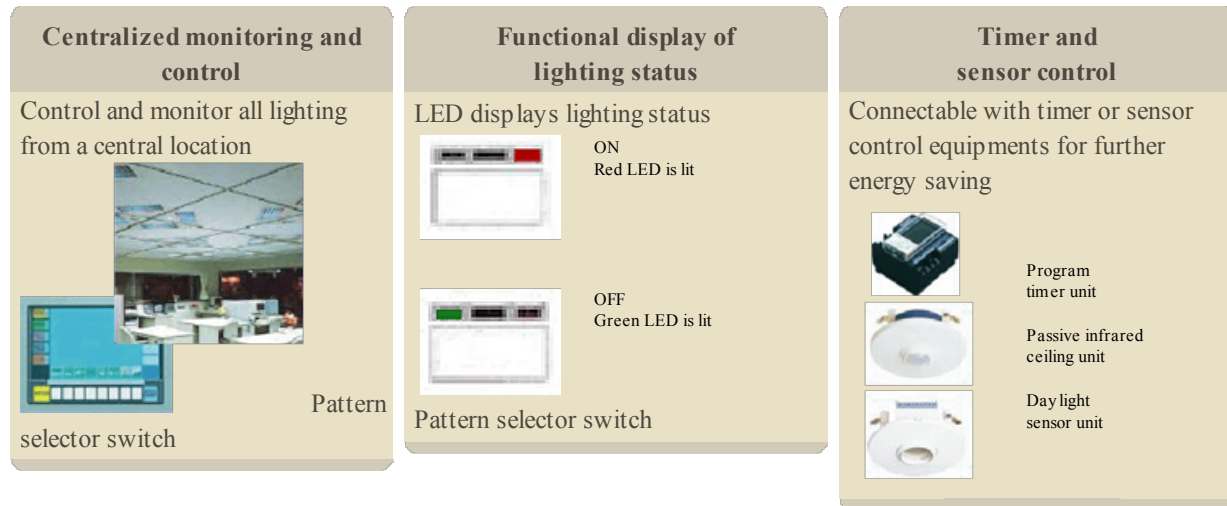 Centralized monitoring and
control
Control and monitor all lighting
from a central location
Pattern
selector switch
Functional display of
lighting status
LED displays lighting status
ON
Red LED is lit
OFF
Green LED is lit
Pattern selector switch
Timer and
sensor control
Connectable with timer or sensor
control equipments for further
energy saving
Program
timer unit
Passive infrared
ceiling unit
Daylight
sensor unit